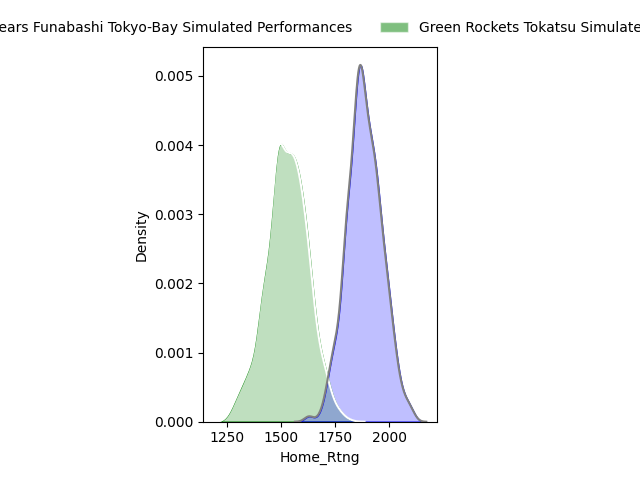 ears Funabashi Tokyo-Bay Simulated Performances
Green Rockets Tokatsu Simulate
0.005
0.004
0.003
0.002
0.001
0.000
Density
1250 1500 1750 2000
Home_Rtng